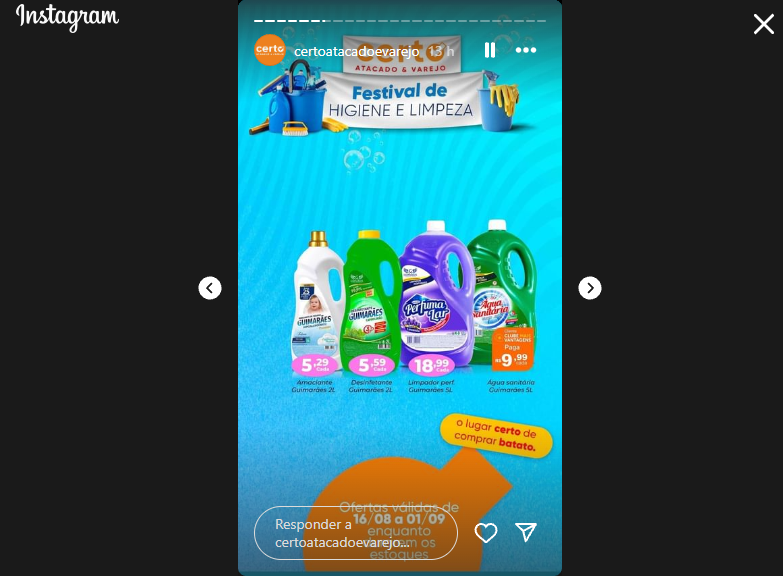 Instagram
certo
certoatacadoevarejo 13 h
certo
ATACADO & VAREJO
Festival de
HIGIENE E LIMPEZA
GUIMARÃES
GUIMARÃES
Perfuma
Lar
Água
Sanitária
5,29
Cada
5,59
Cada
18,99
Cada
CLUBE
VANTAGENS
Paga
R$ 9,99
Cada
Amaciante
Guimarães 2L
Desinfetante
Guimarães 2L
Limpador perf.
Guimarães 5L
Água sanitária
Guimarães 5L
o lugar certo de
comprar batato.
Ofertas válidas de
16/08 a 01/09
enquanto
os
estoques
Responder a
certoatacadoevarejo...